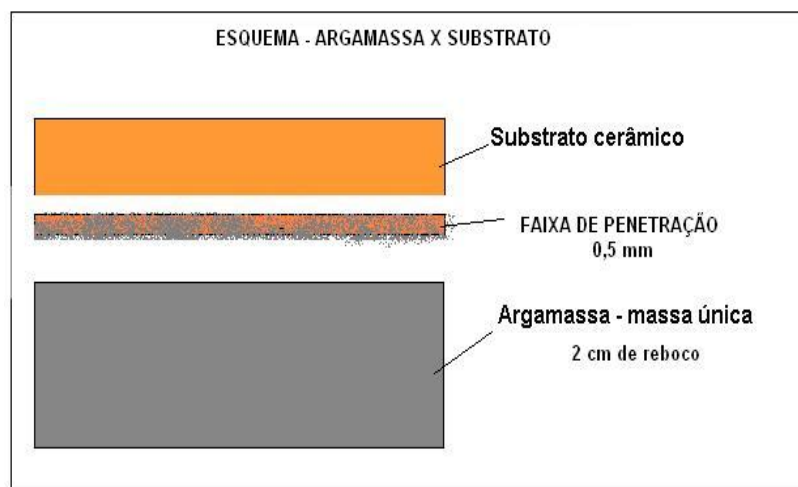 ESQUEMA - ARGAMASSA X SUBSTRATO
Substrato cerâmico
FAIXA DE PENETRAÇÃO
0,5 mm
Argamassa - massa única
2 cm de reboco